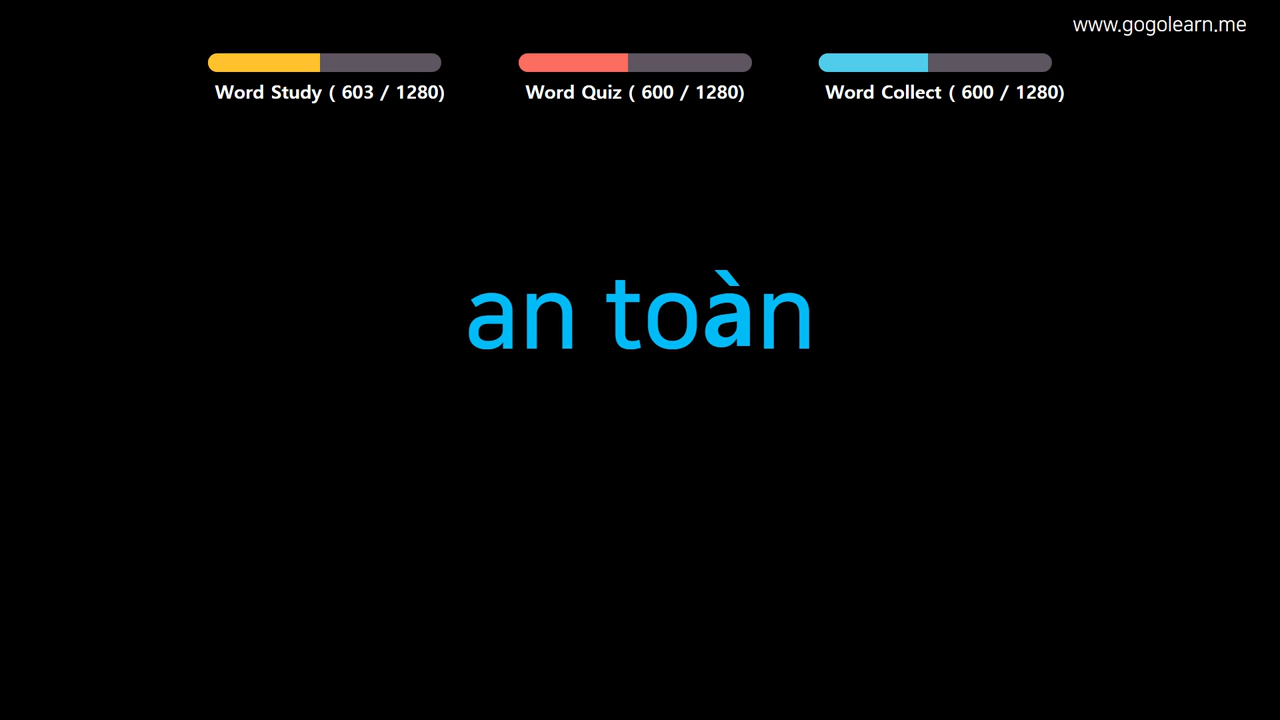 www.gogolearn.me
Word Study ( 603 / 1280)
Word Quiz ( 600 / 1280)
Word Collect ( 600 / 1280)
an toàn